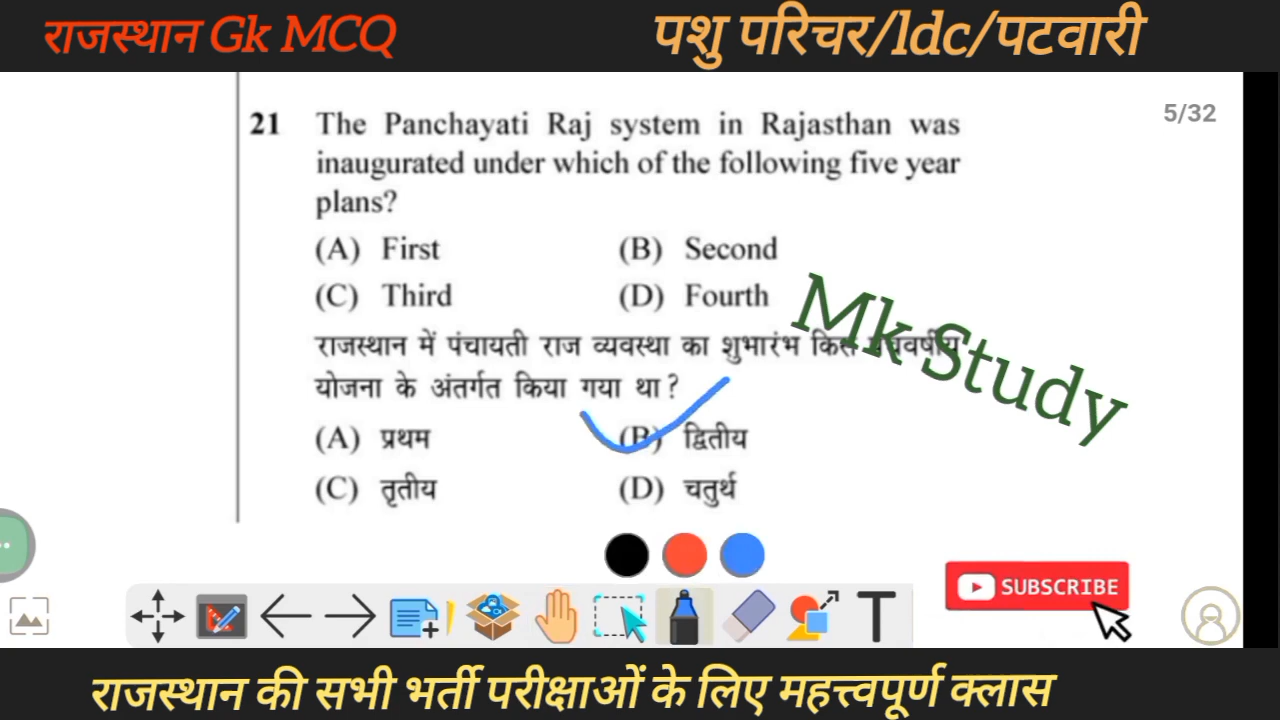 राजस्थान Gk MCQ
पशु परिचर/ldc/पटवारी
5/32
21 The Panchayati Raj system in Rajasthan was
inaugurated under which of the following five year
plans?
(A) First (B) Second
(C) Third (D) Fourth
राजस्थान में पंचायती राज व्यवस्था का शुभारंभ किस
योजना के अंतर्गत किया गया था?
(A) प्रथम (B) द्वितीय
(C) तृतीय (D) चतुर्थ
Mk Study
SUBSCRIBE
राजस्थान की सभी भर्ती परीक्षाओं के लिए महत्त्वपूर्ण क्लास